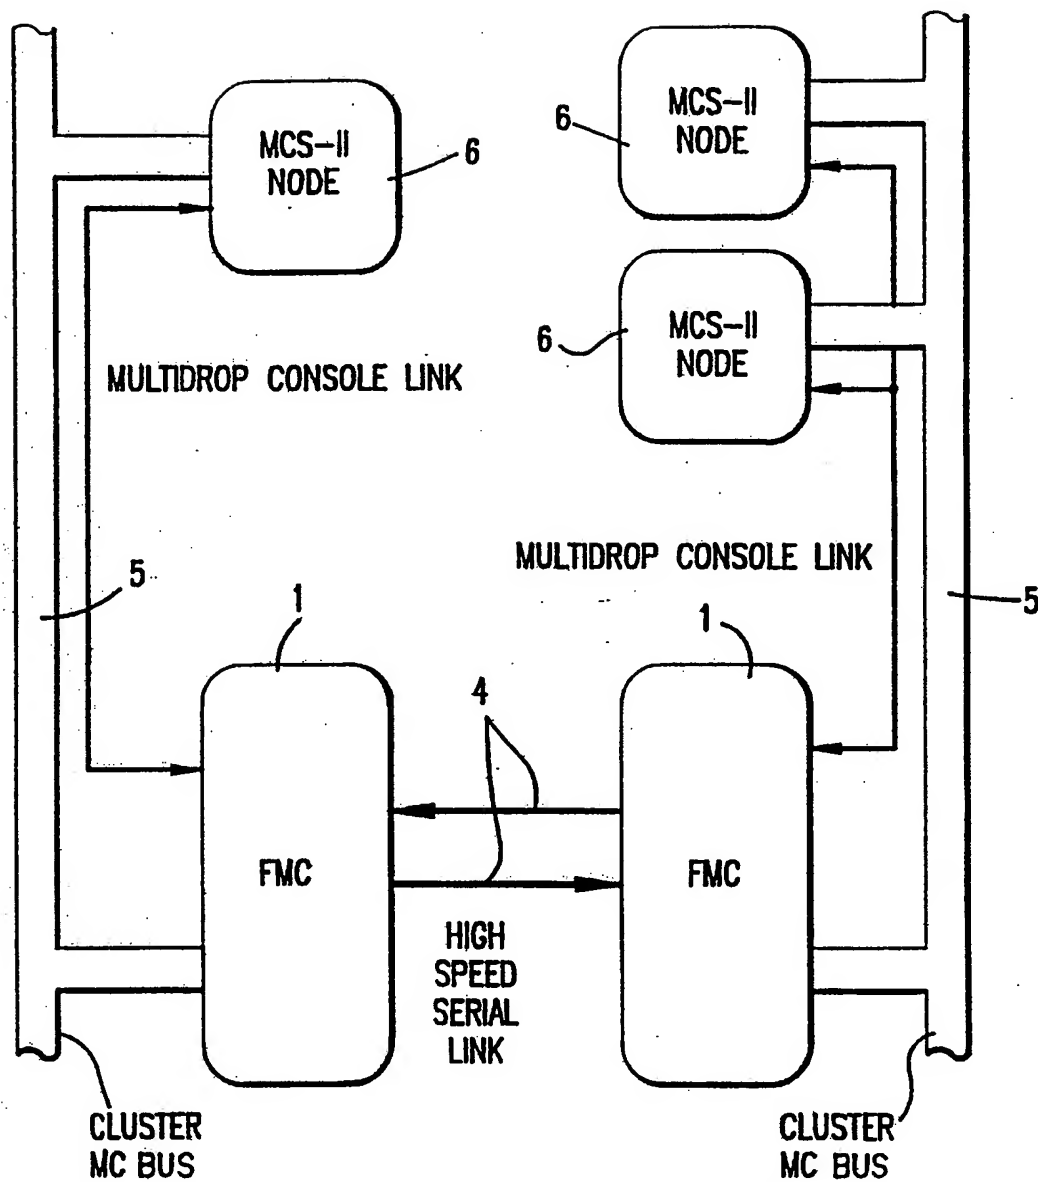 MCS-II
NODE
6
6
MCS-II
NODE
6
MCS-II
NODE
MULTIDROP CONSOLE LINK
MULTIDROP CONSOLE LINK
5
5
1
1
4
FMC
FMC
HIGH
SPEED
SERIAL
LINK
CLUSTER
MC BUS
CLUSTER
MC BUS